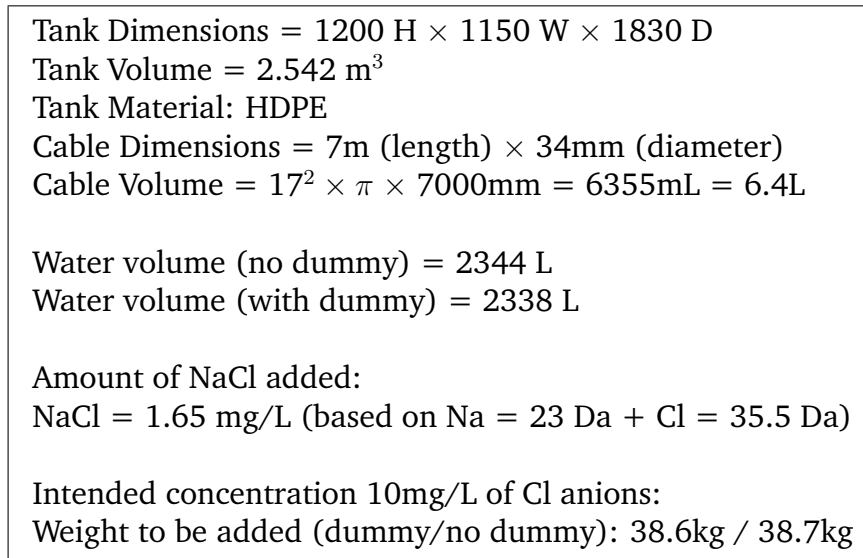 Tank Dimensions = 1200 H × 1150 W × 1830 D
Tank Volume = 2.542 m³
Tank Material: HDPE
Cable Dimensions = 7m (length) × 34mm (diameter)
Cable Volume = 17² × π × 7000mm = 6355mL = 6.4L
Water volume (no dummy) = 2344 L
Water volume (with dummy) = 2338 L
Amount of NaCl added:
NaCl = 1.65 mg/L (based on Na = 23 Da + Cl = 35.5 Da)
Intended concentration 10mg/L of Cl anions:
Weight to be added (dummy/no dummy): 38.6kg / 38.7kg